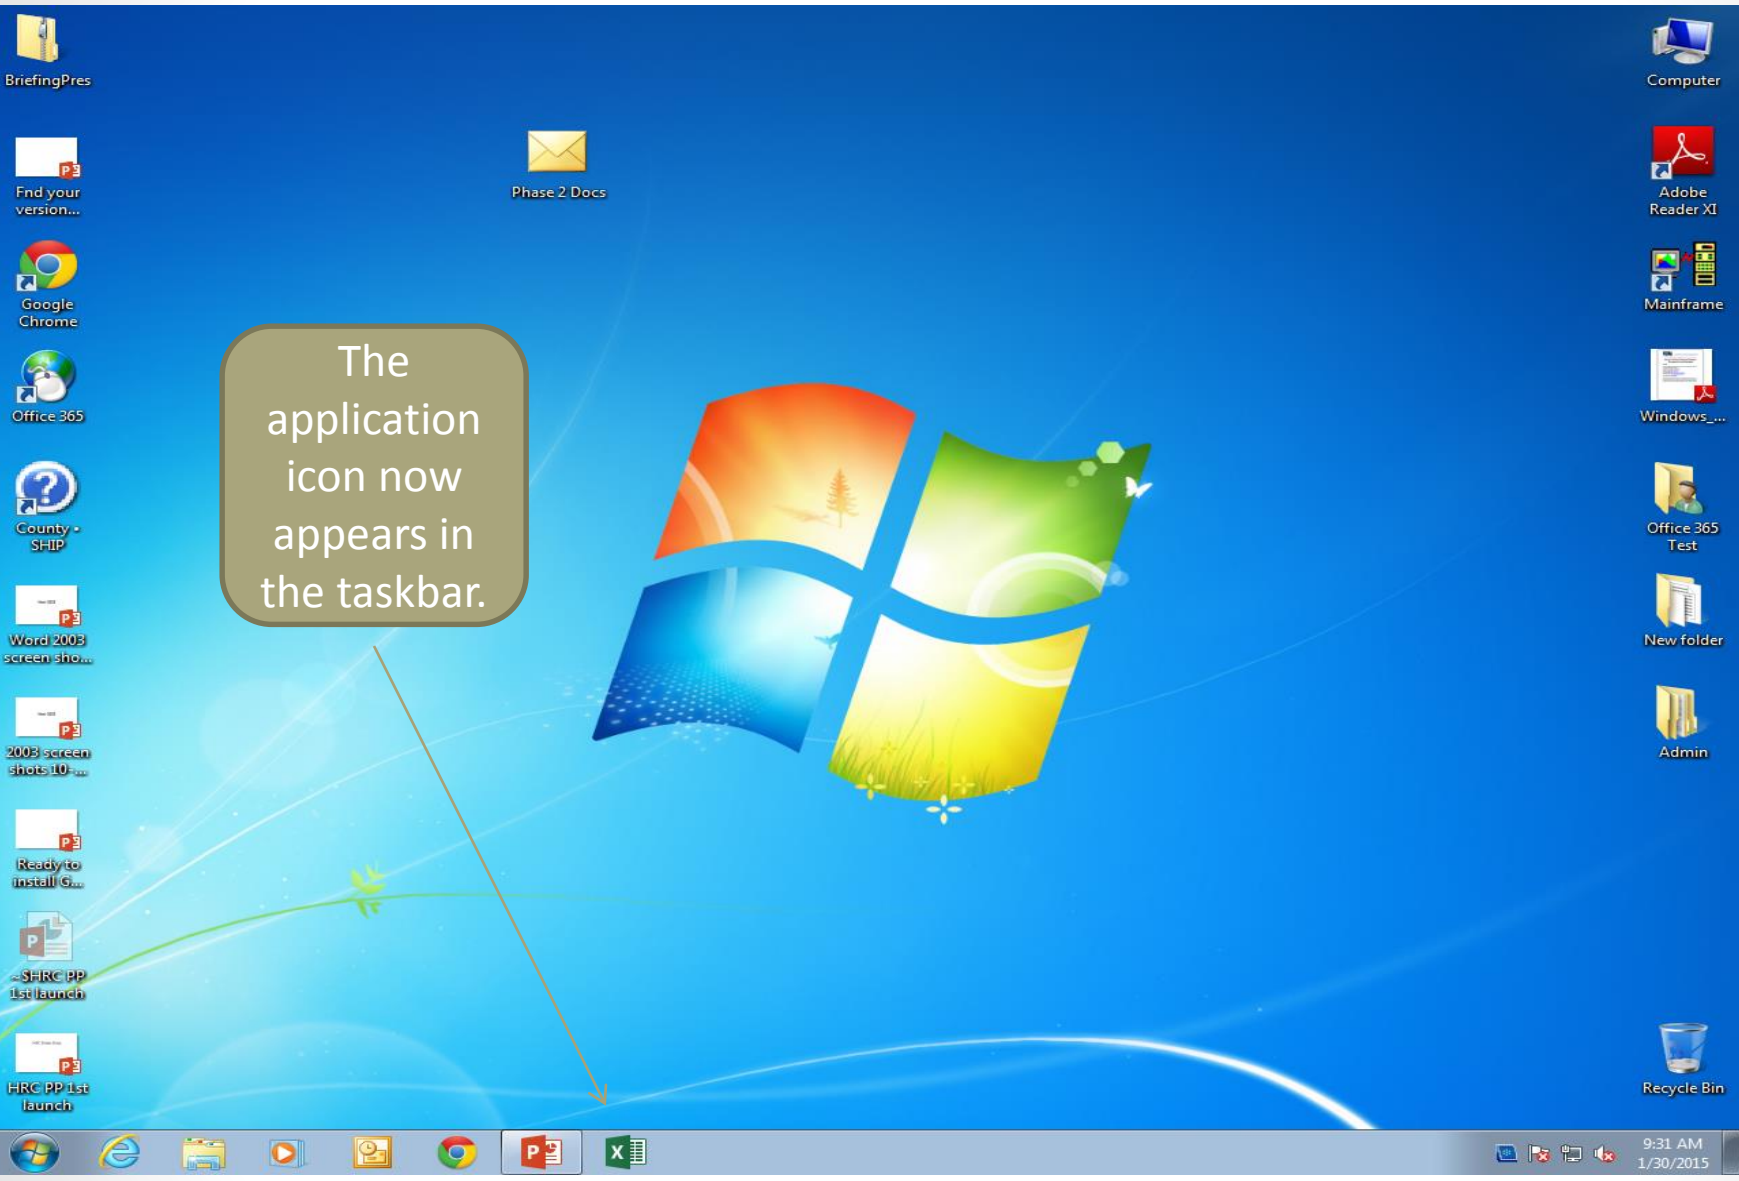 BriefingPres
Fnd your
version...
Google
Chrome
Office 365
County •
SHIP
Word 2003
screen sho...
2003 screen
shots 10-...
Ready to
install G...
~$HRC PP
1st launch
HRC PP 1st
launch
Phase 2 Docs
The
application
icon now
appears in
the taskbar.
Computer
Adobe
Reader XI
Mainframe
Windows_...
Office 365
Test
New folder
Admin
Recycle Bin
9:31 AM
1/30/2015